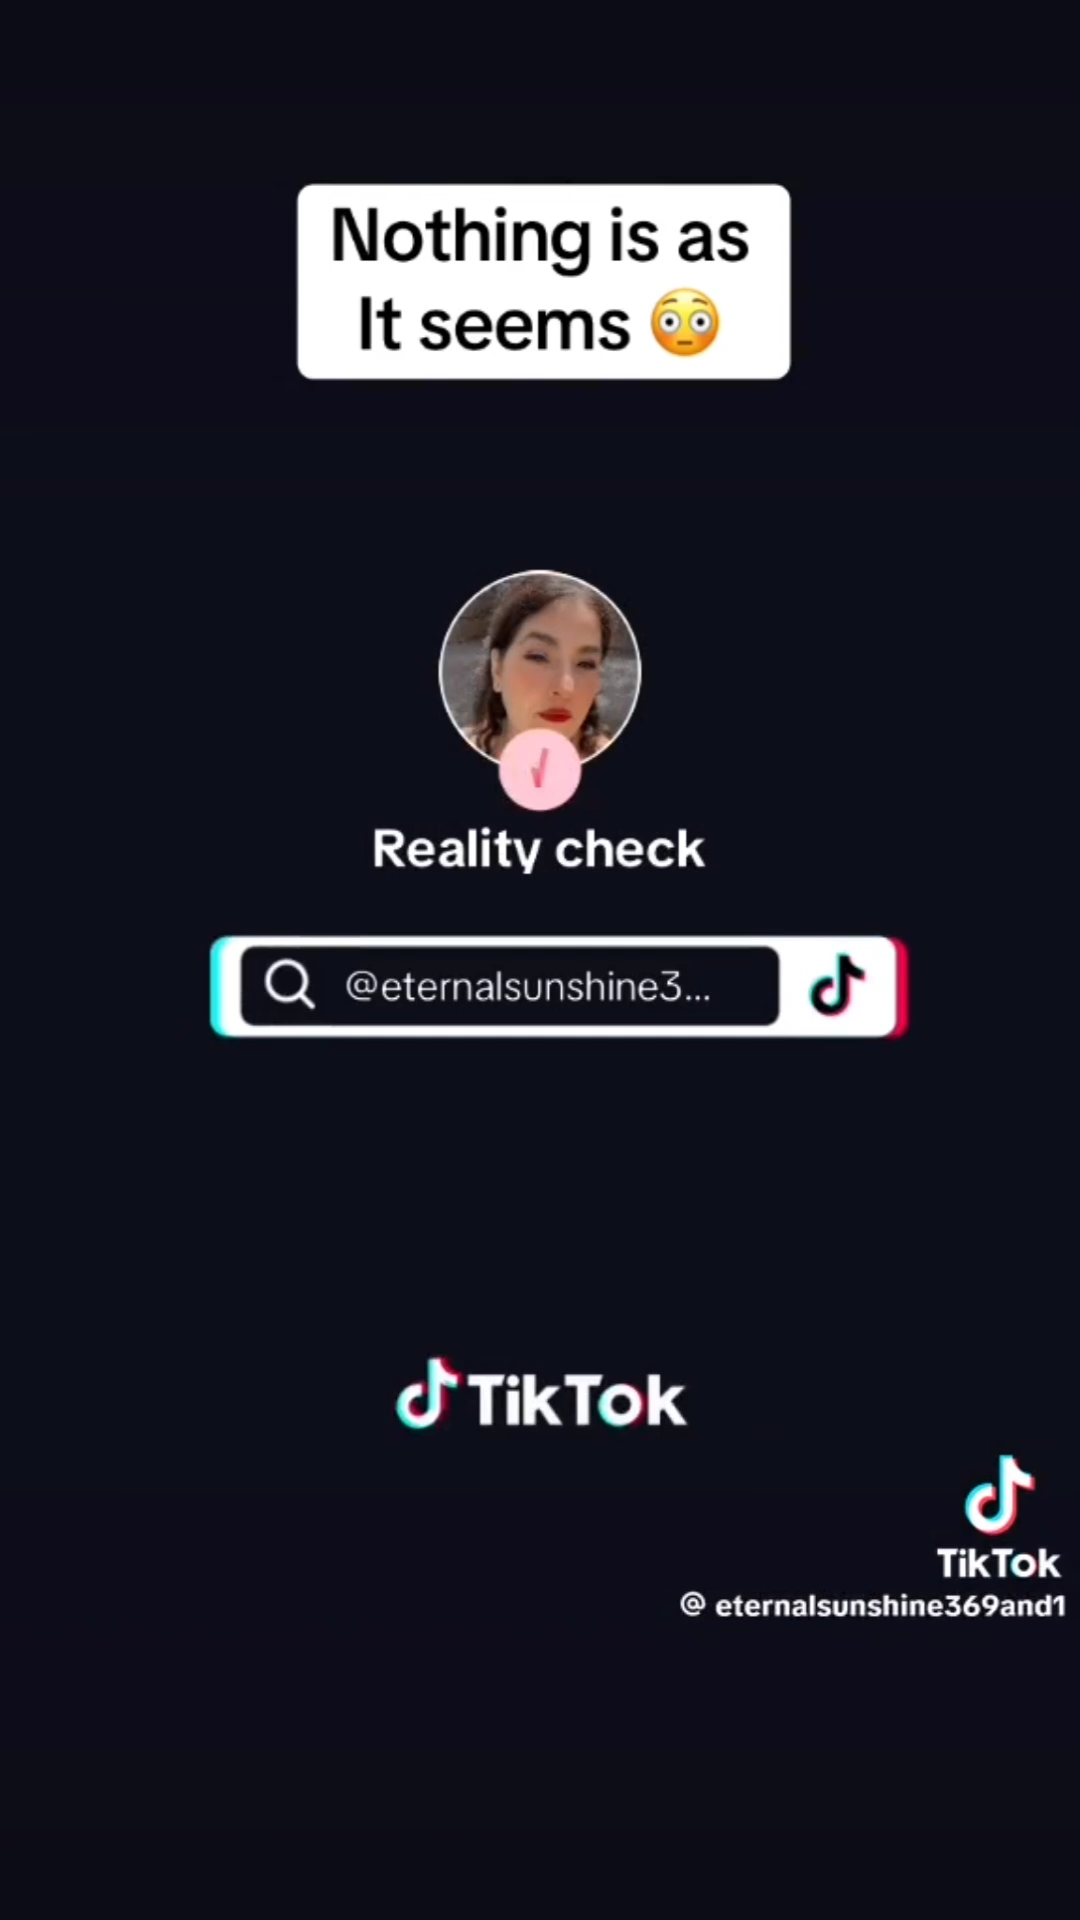 Nothing is as
It seems 😳
Reality check
@eternalsunshine3...
TikTok
TikTok
@ eternalsunshine369and1